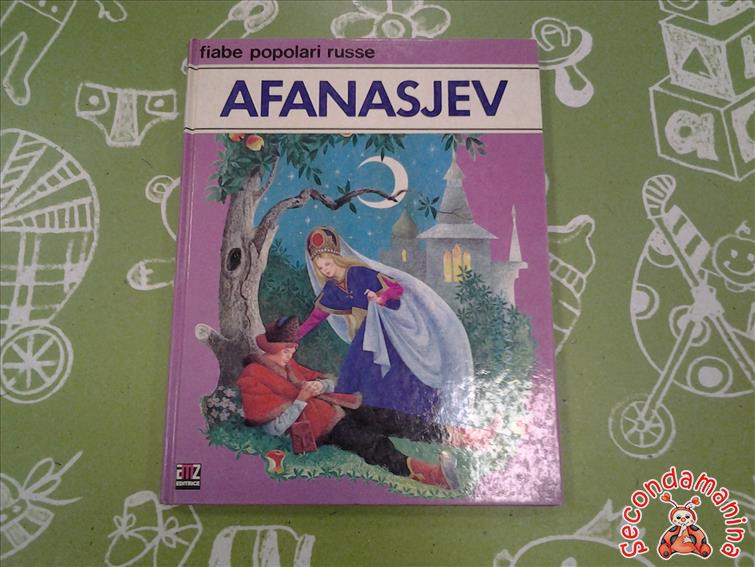 fiabe popolari russe
AFANASJEV
AMZ
EDITRICE
secondamanina